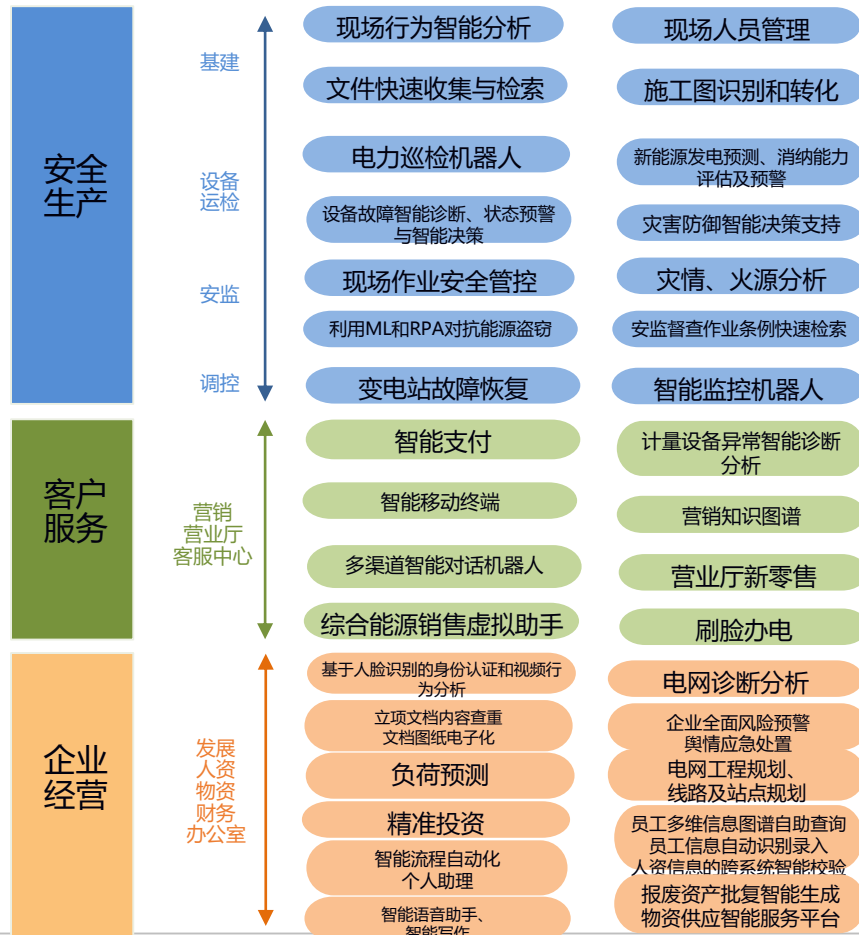 安全
生产
基建
设备
运检
安监
调控
现场行为智能分析
现场人员管理
文件快速收集与检索
施工图识别和转化
电力巡检机器人
新能源发电预测、消纳能力
评估及预警
设备故障智能诊断、状态预警
与智能决策
灾害防御智能决策支持
现场作业安全管控
灾情、火源分析
利用ML和RPA对抗能源盗窃
安监督查作业条例快速检索
变电站故障恢复
智能监控机器人
客户
服务
营销
营业厅
客服中心
智能支付
计量设备异常智能诊断
分析
智能移动终端
营销知识图谱
多渠道智能对话机器人
营业厅新零售
综合能源销售虚拟助手
刷脸办电
企业
经营
发展
人资
物资
财务
办公室
基于人脸识别的身份认证和视频行
为分析
电网诊断分析
立项文档内容查重
文档图纸电子化
企业全面风险预警
舆情应急处置
负荷预测
电网工程规划、
线路及站点规划
精准投资
员工多维信息图谱自助查询
员工信息自动识别录入
人资信息的跨系统智能校验
智能流程自动化
个人助理
报废资产批复智能生成
物资供应智能服务平台
智能语音助手、
智能写作